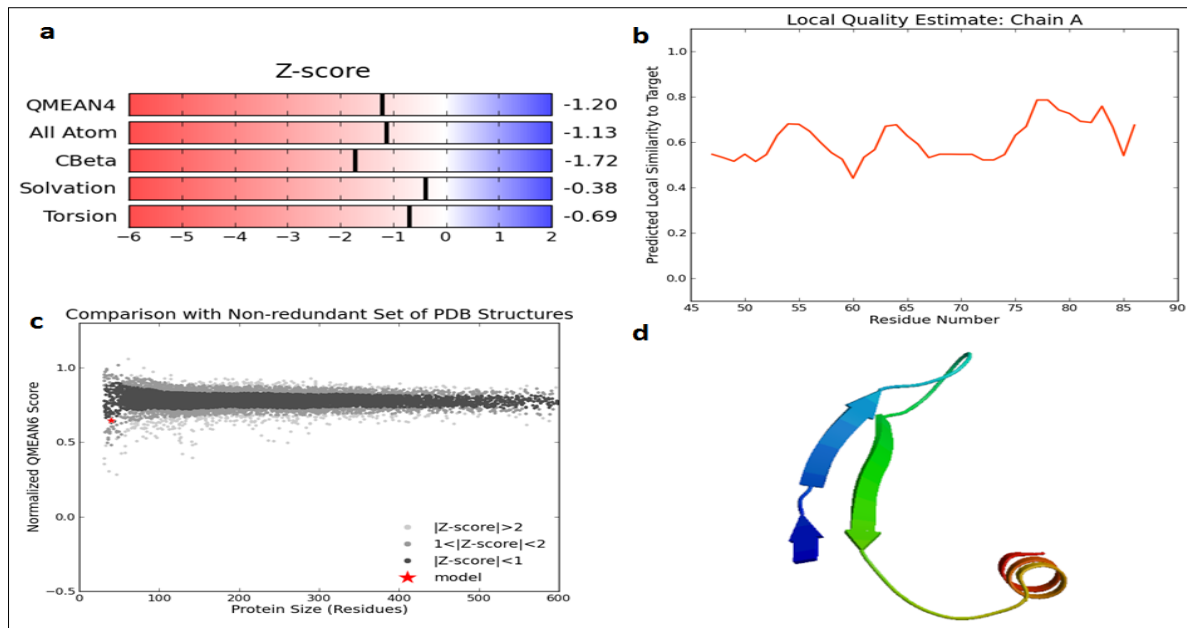 a
Z-score
QMEAN4 -1.20
All Atom -1.13
CBeta -1.72
Solvation -0.38
Torsion -0.69
−6 −5 −4 −3 −2 −1 0 1 2
b
Local Quality Estimate: Chain A
Predicted Local Similarity to Target
1.0
0.8
0.6
0.4
0.2
0.0
45 50 55 60 65 70 75 80 85 90
Residue Number
c
Comparison with Non-redundant Set of PDB Structures
Normalized QMEAN6 Score
1.0
0.5
0.0
−0.5
|Z-score|>2
1<|Z-score|<2
|Z-score|<1
model
0 100 200 300 400 500 600
Protein Size (Residues)
d